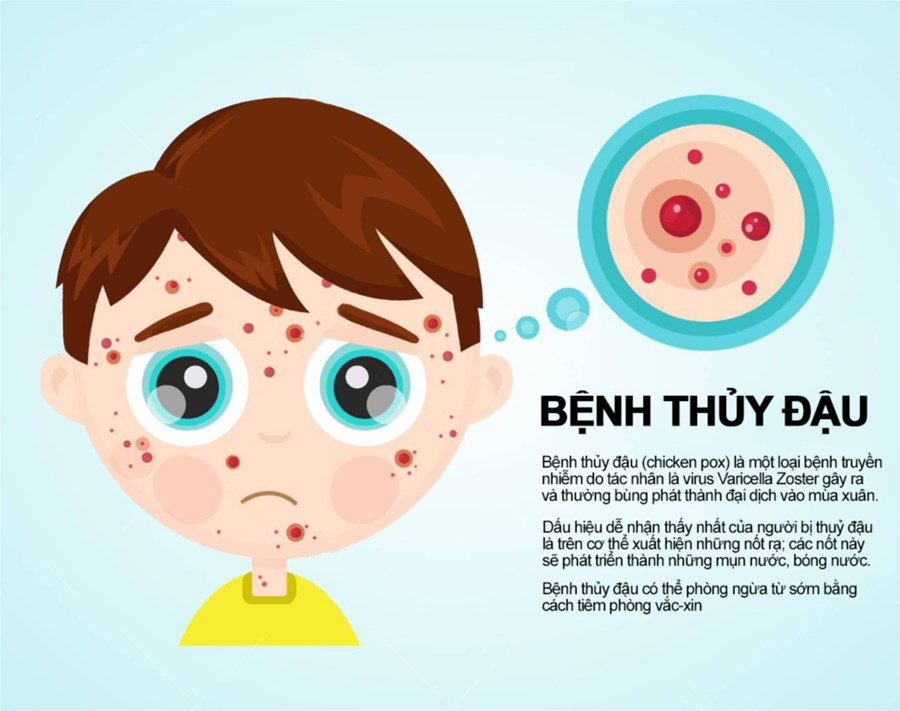 BỆNH THỦY ĐẬU
Bệnh thủy đậu (chicken pox) là một loại bệnh truyền
nhiễm do tác nhân là virus Varicella Zoster gây ra
và thường bùng phát thành đại dịch vào mùa xuân.
Dấu hiệu dễ nhận thấy nhất của người bị thuỷ đậu
là trên cơ thể xuất hiện những nốt rạ; các nốt này
sẽ phát triển thành những mụn nước, bóng nước.
Bệnh thủy đậu có thể phòng ngừa từ sớm bằng
cách tiêm phòng vắc-xin